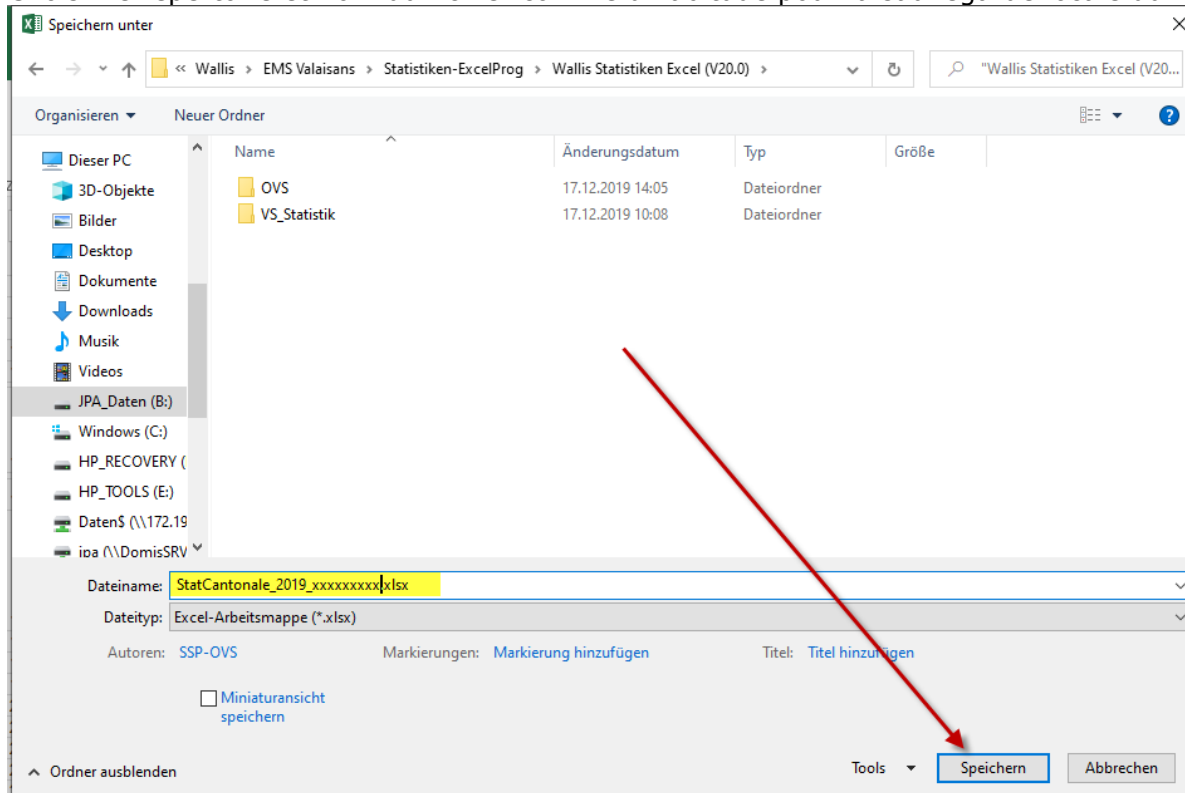 Speichern unter
« Wallis > EMS Valaisans > Statistiken-ExcelProg > Wallis Statistiken Excel (V20.0) >
"Wallis Statistiken Excel (V20...
Organisieren Neuer Ordner
Name Änderungsdatum Typ Größe
Dieser PC
3D-Objekte
OVS 17.12.2019 14:05 Dateiordner
Bilder
VS_Statistik 17.12.2019 10:08 Dateiordner
Desktop
Dokumente
Downloads
Musik
Videos
JPA_Daten (B:)
Windows (C:)
HP_RECOVERY (
HP_TOOLS (E:)
Daten$ (\\172.19
jpa (\\DomisSRV
Dateiname: StatCantonale_2019_xxxxxxxxx.xlsx
Dateityp: Excel-Arbeitsmappe (*.xlsx)
Autoren: SSP-OVS Markierungen: Markierung hinzufügen Titel: Titel hinzufügen
Miniaturansicht
speichern
Ordner ausblenden Tools Speichern Abbrechen